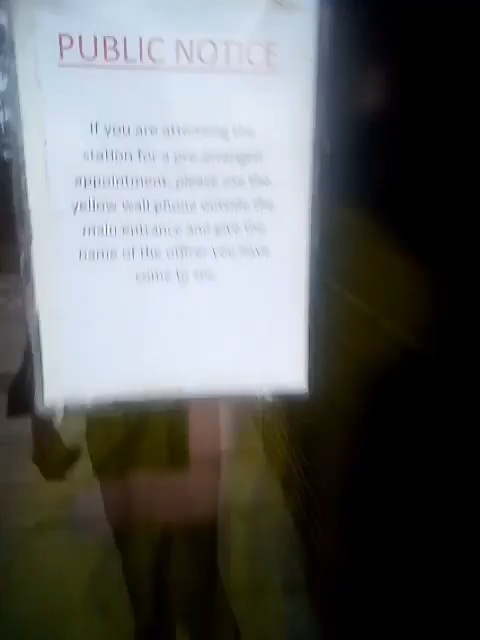 PUBLIC NOTICE
If you are attending the
station for a pre-arranged
appointment, please use the
yellow wall phone outside the
main entrance and give the
name of the officer you have
come to see.